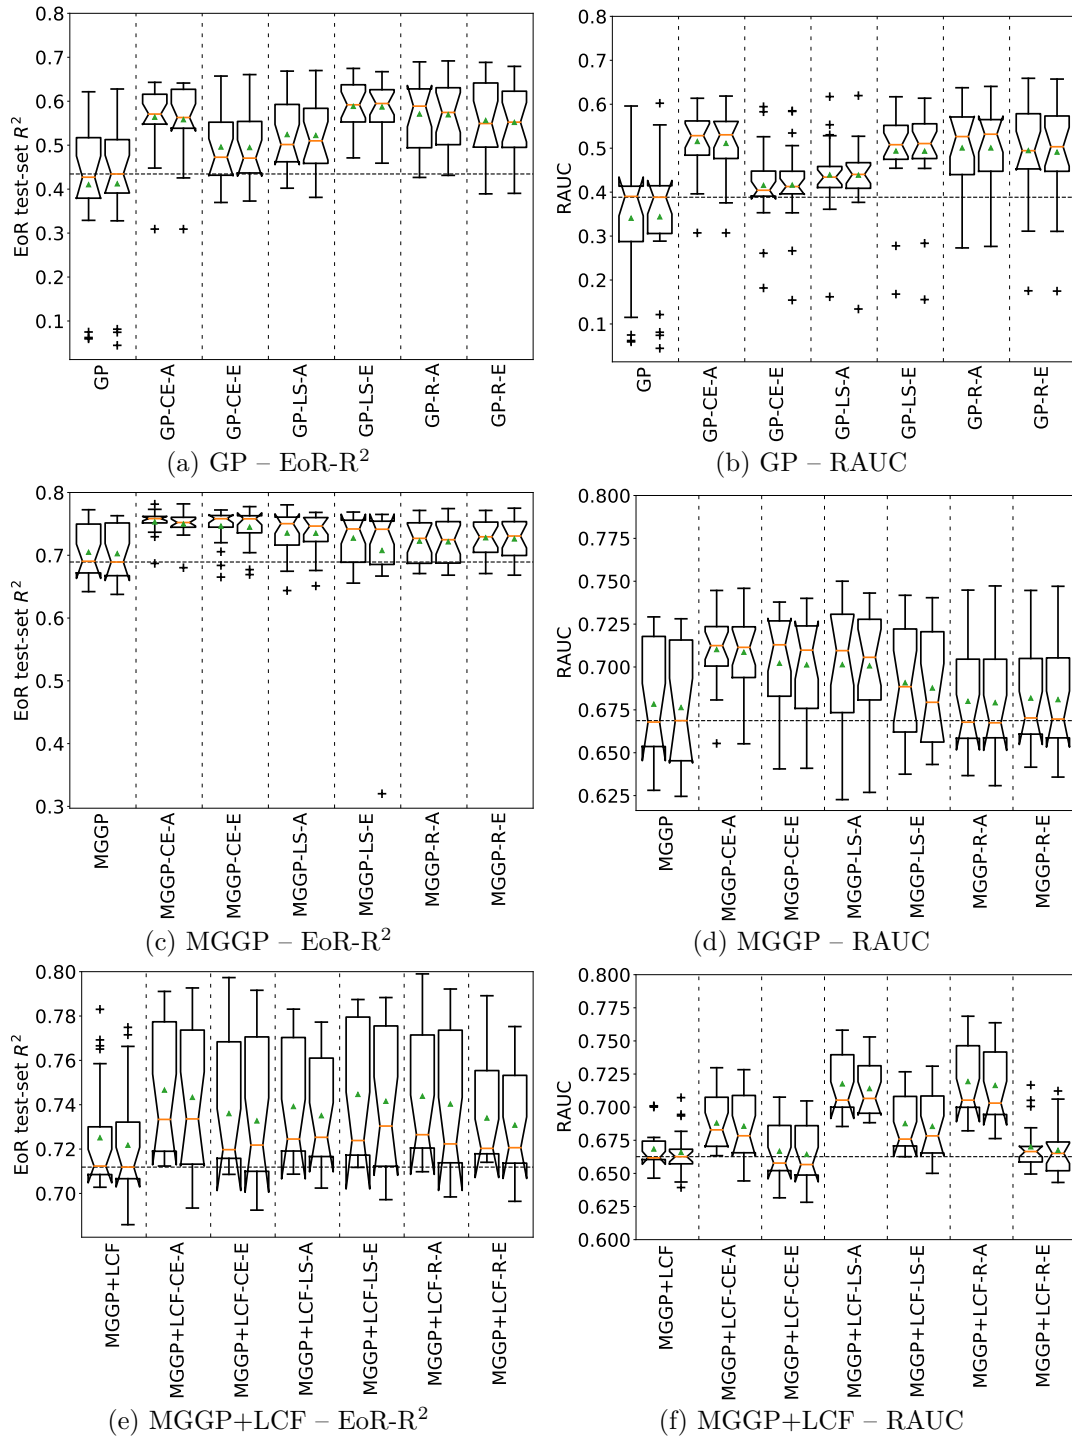 0.8
0.7
0.6
0.5
0.4
0.3
0.2
0.1
EoR test-set R²
GP
GP-CE-A
GP-CE-E
GP-LS-A
GP-LS-E
GP-R-A
GP-R-E
(a) GP – EoR-R²
0.8
0.7
0.6
0.5
0.4
0.3
0.2
0.1
RAUC
GP
GP-CE-A
GP-CE-E
GP-LS-A
GP-LS-E
GP-R-A
GP-R-E
(b) GP – RAUC
0.8
0.7
0.6
0.5
0.4
0.3
EoR test-set R²
MGGP
MGGP-CE-A
MGGP-CE-E
MGGP-LS-A
MGGP-LS-E
MGGP-R-A
MGGP-R-E
(c) MGGP – EoR-R²
0.800
0.775
0.750
0.725
0.700
0.675
0.650
0.625
RAUC
MGGP
MGGP-CE-A
MGGP-CE-E
MGGP-LS-A
MGGP-LS-E
MGGP-R-A
MGGP-R-E
(d) MGGP – RAUC
0.80
0.78
0.76
0.74
0.72
0.70
EoR test-set R²
MGGP+LCF
MGGP+LCF-CE-A
MGGP+LCF-CE-E
MGGP+LCF-LS-A
MGGP+LCF-LS-E
MGGP+LCF-R-A
MGGP+LCF-R-E
(e) MGGP+LCF – EoR-R²
0.800
0.775
0.750
0.725
0.700
0.675
0.650
0.625
0.600
RAUC
MGGP+LCF
MGGP+LCF-CE-A
MGGP+LCF-CE-E
MGGP+LCF-LS-A
MGGP+LCF-LS-E
MGGP+LCF-R-A
MGGP+LCF-R-E
(f) MGGP+LCF – RAUC